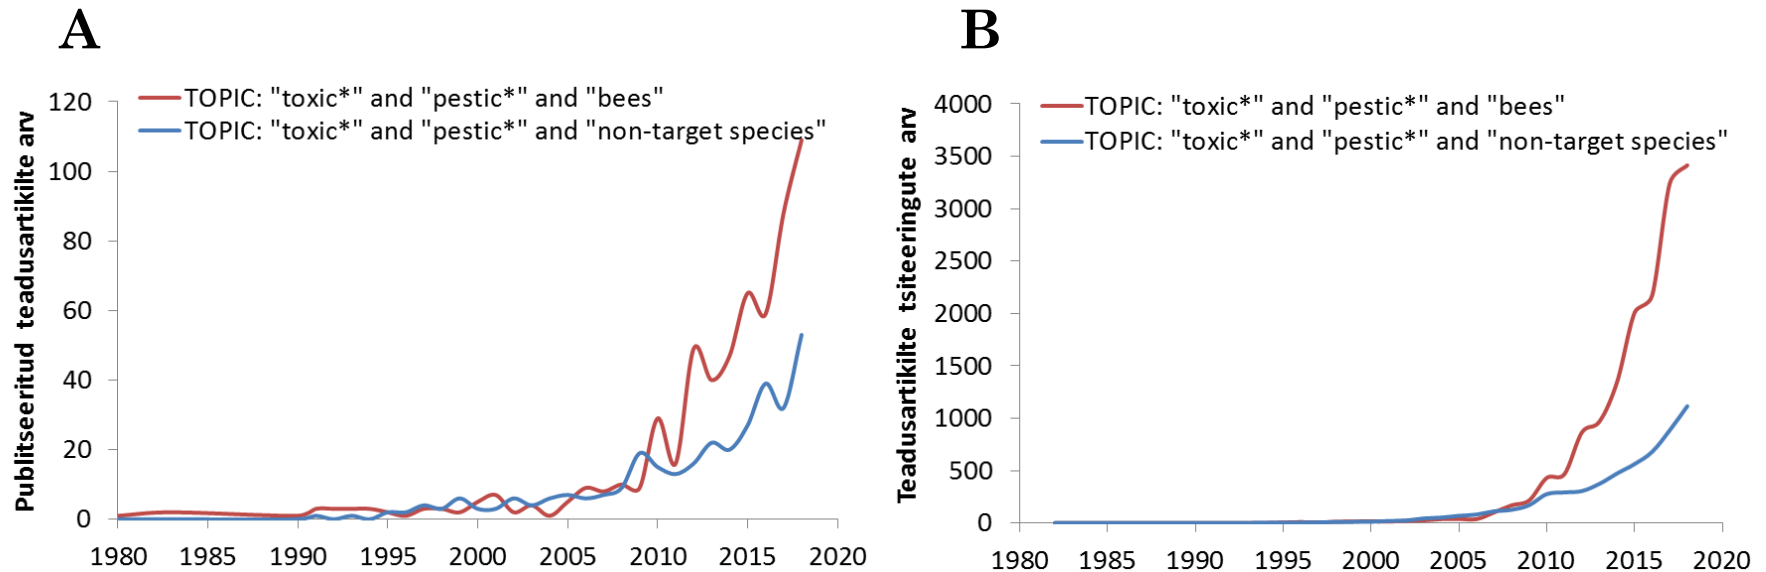 A
Publitseeritud teadusartikilte arv
TOPIC: "toxic*" and "pestic*" and "bees"
TOPIC: "toxic*" and "pestic*" and "non-target species"
120
100
80
60
40
20
0
1980 1985 1990 1995 2000 2005 2010 2015 2020
B
Teadusartikilte tsiteeringute arv
TOPIC: "toxic*" and "pestic*" and "bees"
TOPIC: "toxic*" and "pestic*" and "non-target species"
4000
3500
3000
2500
2000
1500
1000
500
0
1980 1985 1990 1995 2000 2005 2010 2015 2020